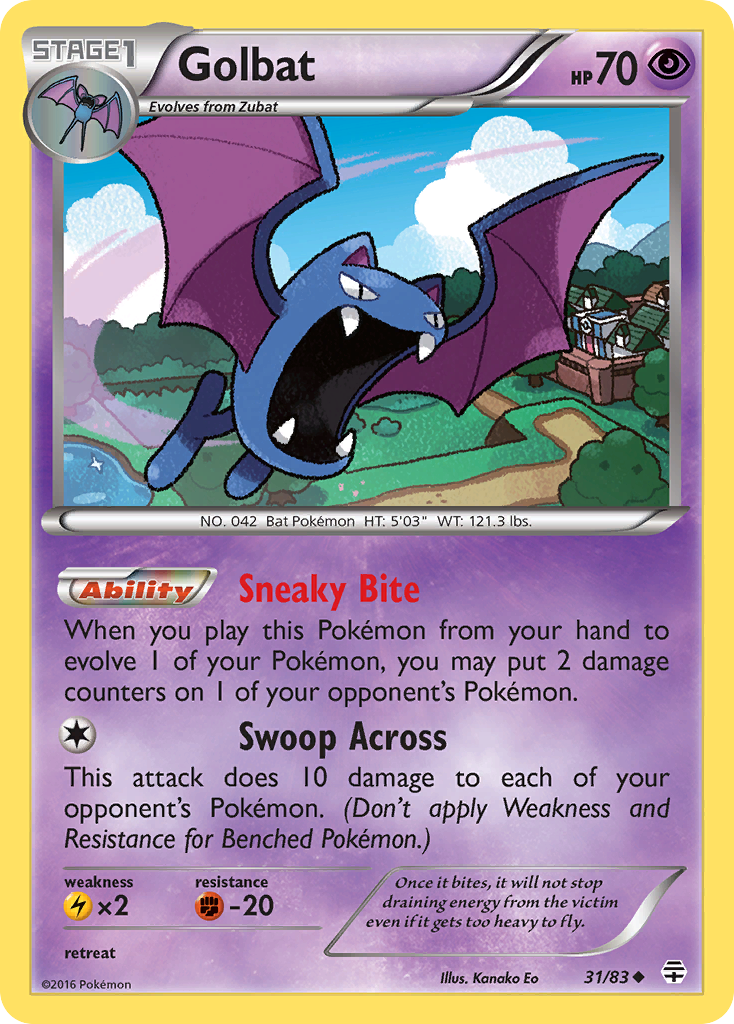 STAGE1
Golbat
HP70
Evolves from Zubat
NO. 042 Bat Pokémon HT: 5'03" WT: 121.3 lbs.
Ability Sneaky Bite
When you play this Pokémon from your hand to
evolve 1 of your Pokémon, you may put 2 damage
counters on 1 of your opponent's Pokémon.
Swoop Across
This attack does 10 damage to each of your
opponent's Pokémon. (Don't apply Weakness and
Resistance for Benched Pokémon.)
weakness
×2
resistance
-20
retreat
Once it bites, it will not stop
draining energy from the victim
even if it gets too heavy to fly.
©2016 Pokémon
Illus. Kanako Eo
31/83